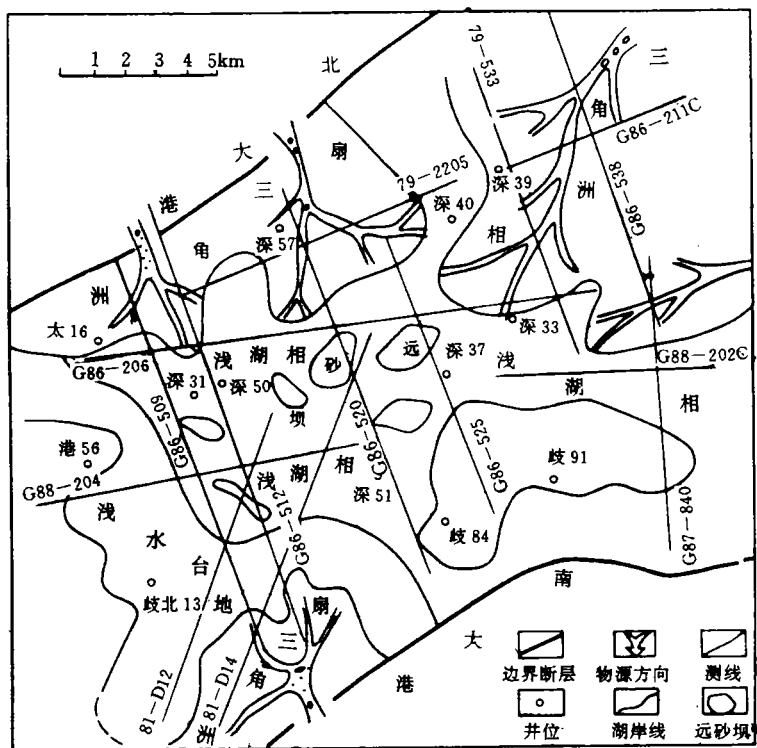 1 2 3 4 5km
北
大
港
79-533
三
角
洲
相
G86-211C
扇
三
角
洲
79-2205
深39
深40
G86-538
深57
太16
深33
G86-206
浅湖相
砂
远
深37
浅
湖
相
G88-202C
深31
深50
坝
G86-509
G86-520
G86-525
港56
G88-204
浅湖相
深51
歧91
G86-512
歧84
G87-840
浅
水
台
地
歧北13
扇
三
角
洲
南
大
港
81-D12
81-D14
边界断层
物源方向
测线
井位
湖岸线
远砂坝